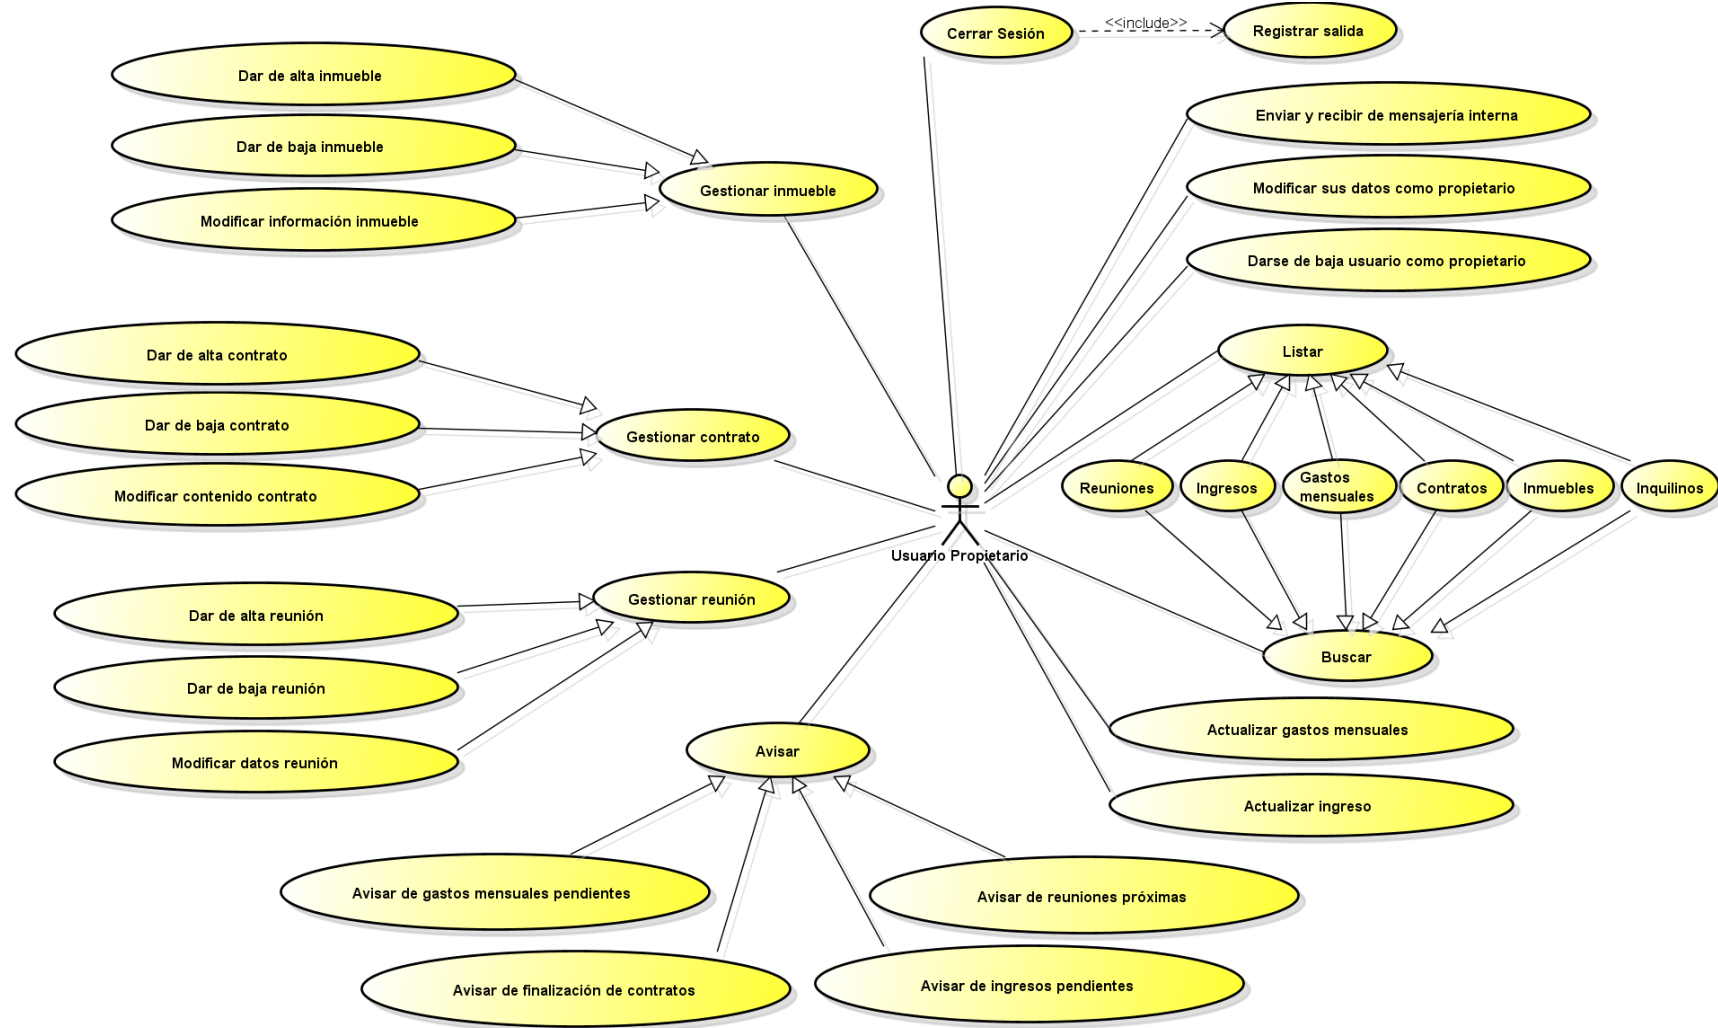 Cerrar Sesión
<<include>>
Registrar salida
Dar de alta inmueble
Dar de baja inmueble
Modificar información inmueble
Gestionar inmueble
Enviar y recibir de mensajería interna
Modificar sus datos como propietario
Darse de baja usuario como propietario
Dar de alta contrato
Dar de baja contrato
Modificar contenido contrato
Gestionar contrato
Listar
Reuniones
Ingresos
Gastos
mensuales
Contratos
Inmuebles
Inquilinos
Usuario Propietario
Gestionar reunión
Dar de alta reunión
Dar de baja reunión
Modificar datos reunión
Buscar
Actualizar gastos mensuales
Actualizar ingreso
Avisar
Avisar de gastos mensuales pendientes
Avisar de reuniones próximas
Avisar de finalización de contratos
Avisar de ingresos pendientes